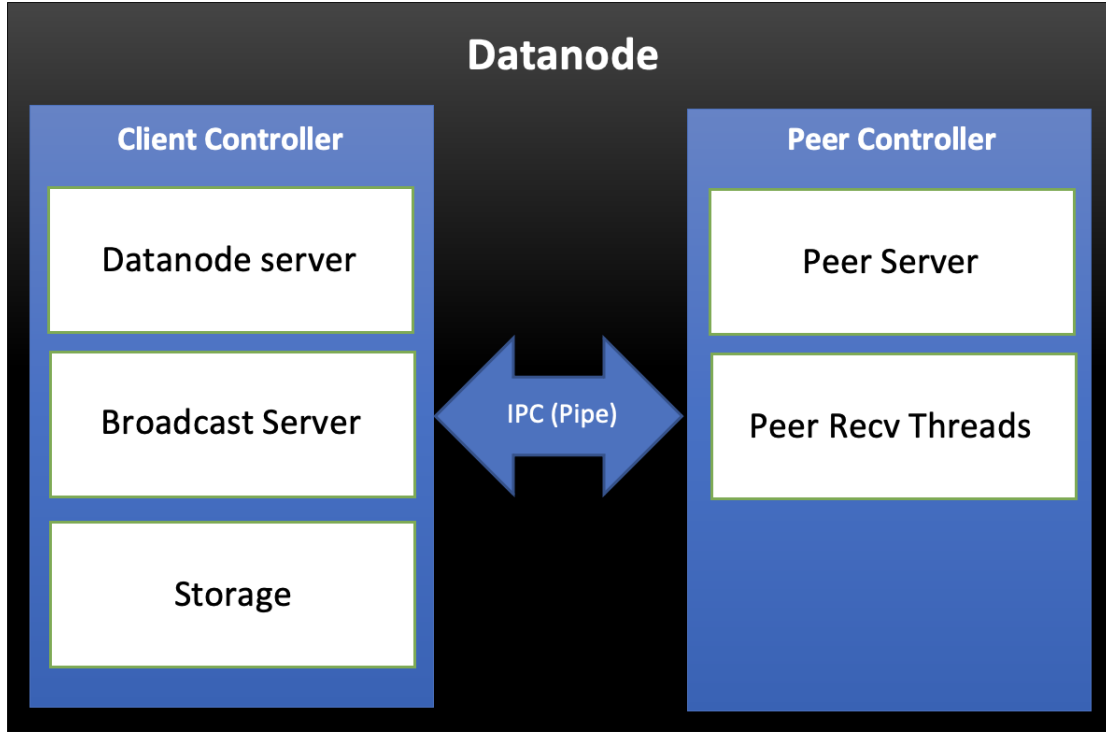 Datanode
Client Controller
Datanode server
Broadcast Server
Storage
IPC (Pipe)
Peer Controller
Peer Server
Peer Recv Threads